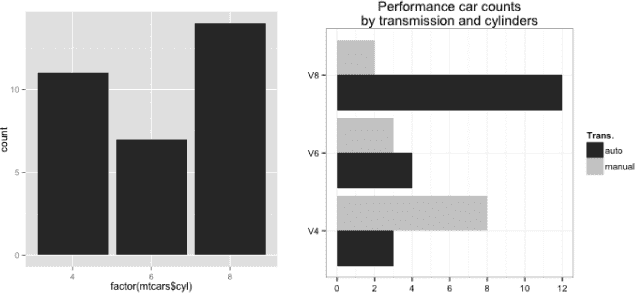 count
10
5
0
4
6
8
factor(mtcars$cyl)
Performance car counts
by transmission and cylinders
V8
V6
V4
0
2
4
6
8
10
12
Trans.
auto
manual